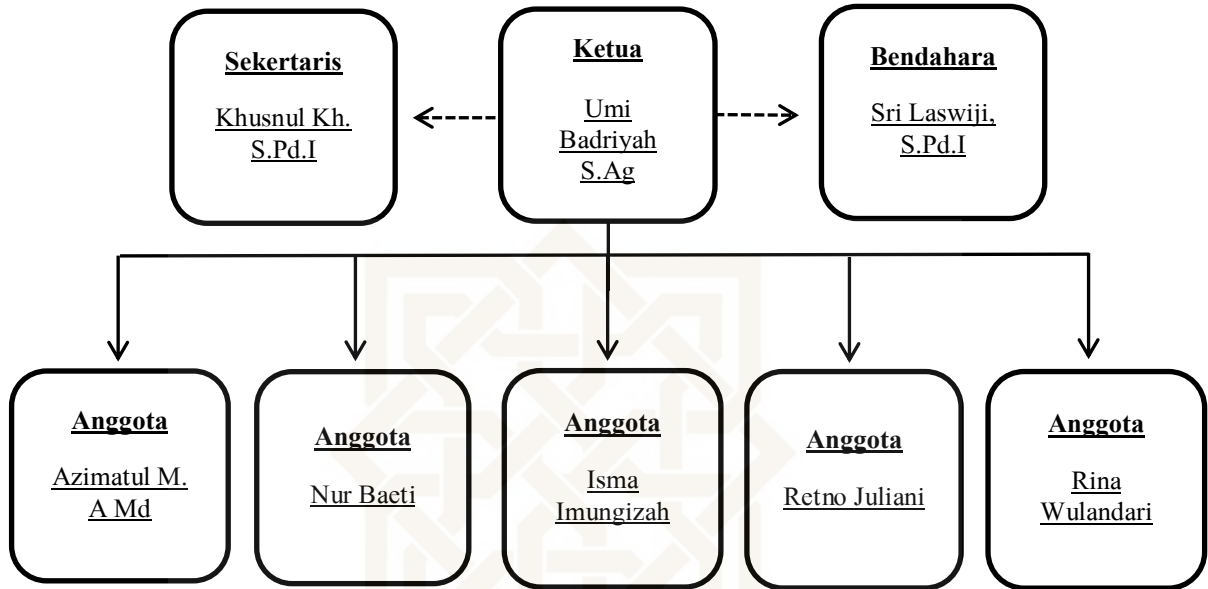 Sekertaris
Khusnul Kh.
S.Pd.I
Ketua
Umi
Badriyah
S.Ag
Bendahara
Sri Laswiji,
S.Pd.I
Anggota
Azimatul M.
A Md
Anggota
Nur Baeti
Anggota
Isma
Imungizah
Anggota
Retno Juliani
Anggota
Rina
Wulandari